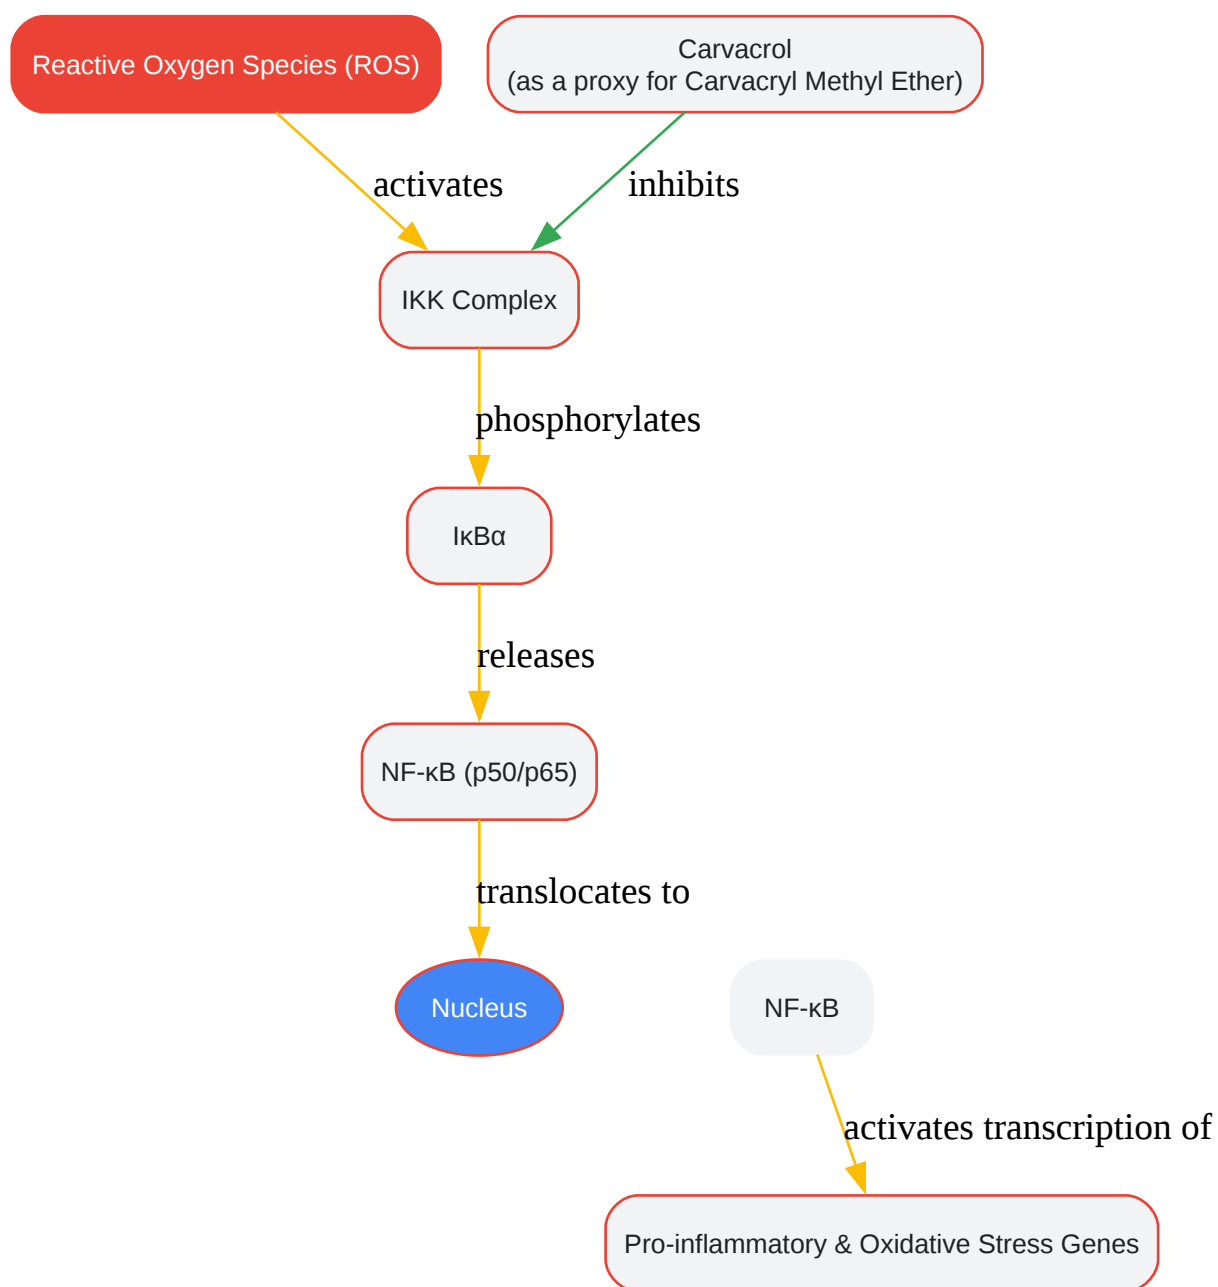 Reactive Oxygen Species (ROS)
Carvacrol
(as a proxy for Carvacryl Methyl Ether)
activates
inhibits
IKK Complex
phosphorylates
IκBα
releases
NF-κB (p50/p65)
translocates to
Nucleus
NF-κB
activates transcription of
Pro-inflammatory & Oxidative Stress Genes